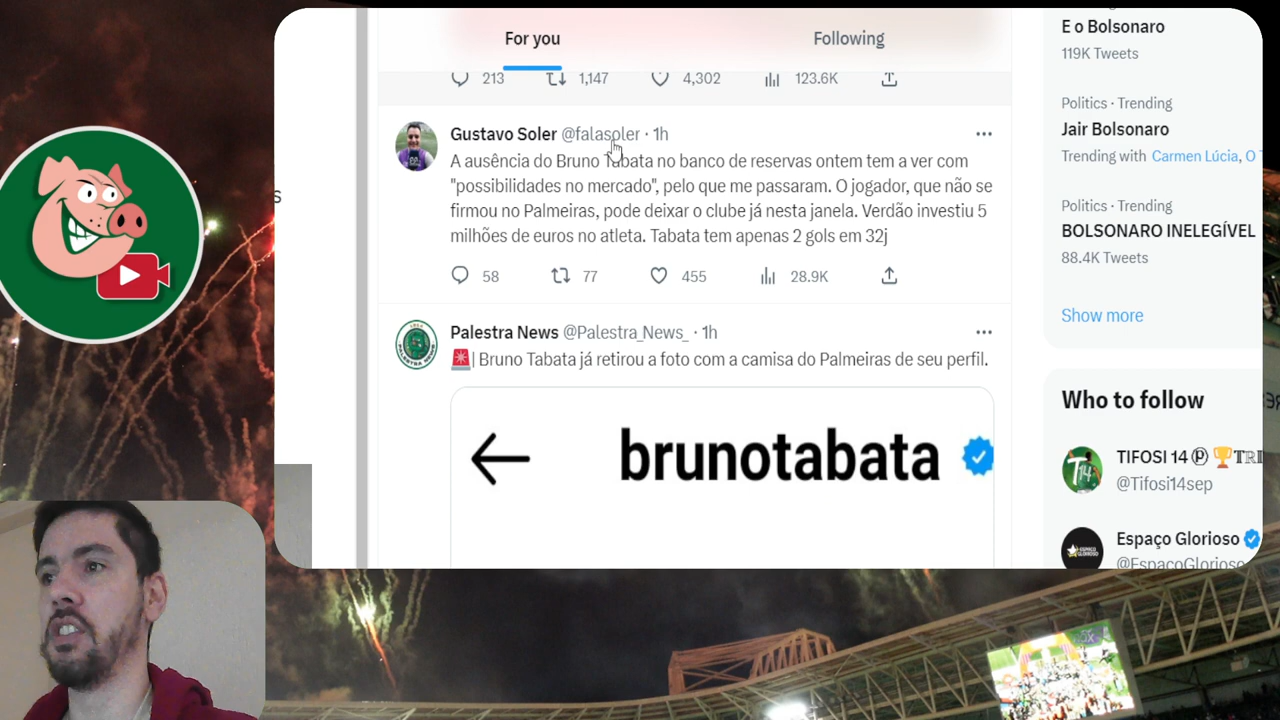 For you
Following
213 1,147 4,302 123.6K
Gustavo Soler @falasoler · 1h
A ausência do Bruno Tabata no banco de reservas ontem tem a ver com
"possibilidades no mercado", pelo que me passaram. O jogador, que não se
firmou no Palmeiras, pode deixar o clube já nesta janela. Verdão investiu 5
milhões de euros no atleta. Tabata tem apenas 2 gols em 32j
58 77 455 28.9K
Palestra News @Palestra_News_ · 1h
🚨| Bruno Tabata já retirou a foto com a camisa do Palmeiras de seu perfil.
brunotabata
E o Bolsonaro
119K Tweets
Politics · Trending
Jair Bolsonaro
Trending with Carmen Lúcia, O
Politics · Trending
BOLSONARO INELEGÍVEL
88.4K Tweets
Show more
Who to follow
TIFOSI 14 Ⓟ 🏆
@Tifosi14sep
Espaço Glorioso
@EspacoGlorioso